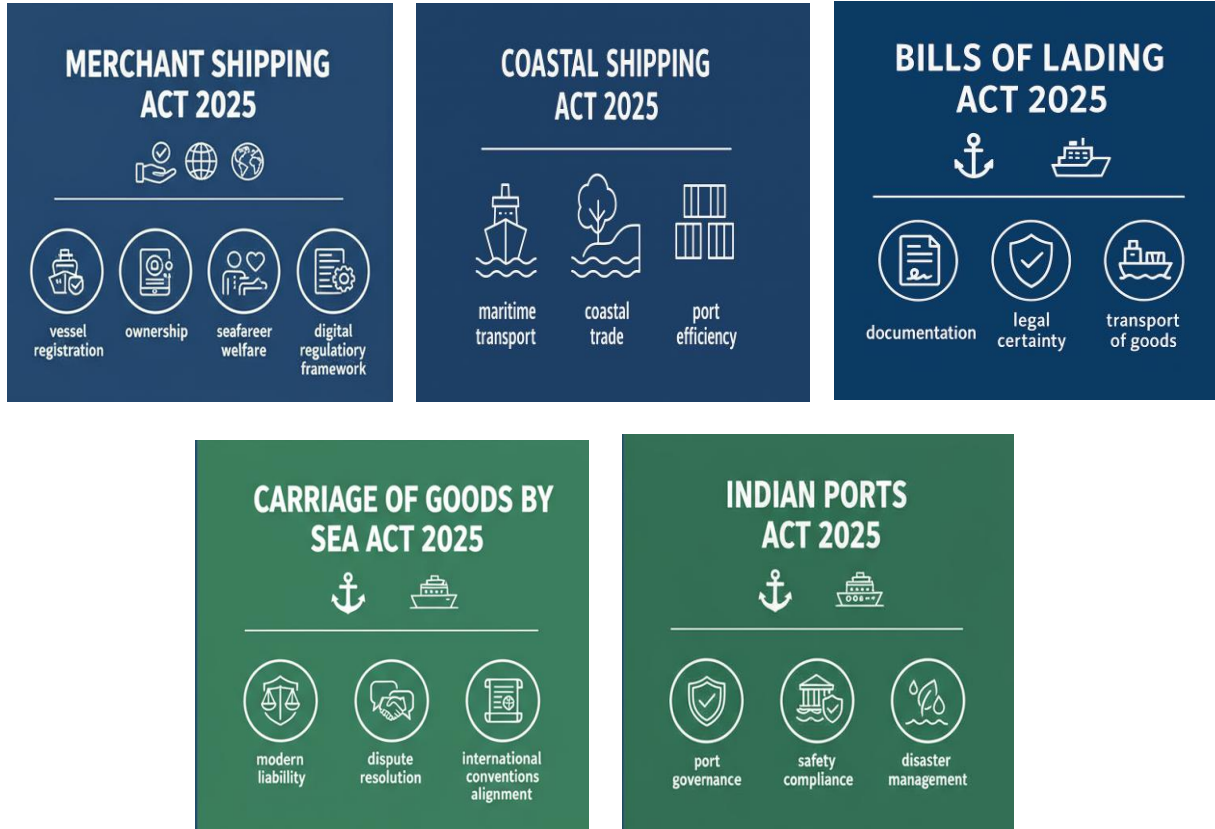 MERCHANT SHIPPING
ACT 2025
vessel
registration
ownership
seafareer
welfare
digital
regulatiory
framework
COASTAL SHIPPING
ACT 2025
maritime
transport
coastal
trade
port
efficiency
BILLS OF LADING
ACT 2025
documentation
legal
certainty
transport
of goods
CARRIAGE OF GOODS BY
SEA ACT 2025
modern
liabillity
dispute
resolution
international
conventions
alignment
INDIAN PORTS
ACT 2025
port
governance
safety
compliance
disaster
management